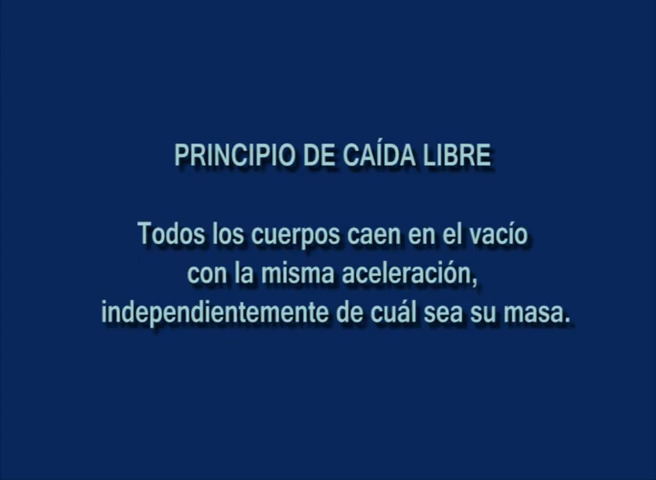 PRINCIPIO DE CAÍDA LIBRE
Todos los cuerpos caen en el vacío
con la misma aceleración,
independientemente de cuál sea su masa.